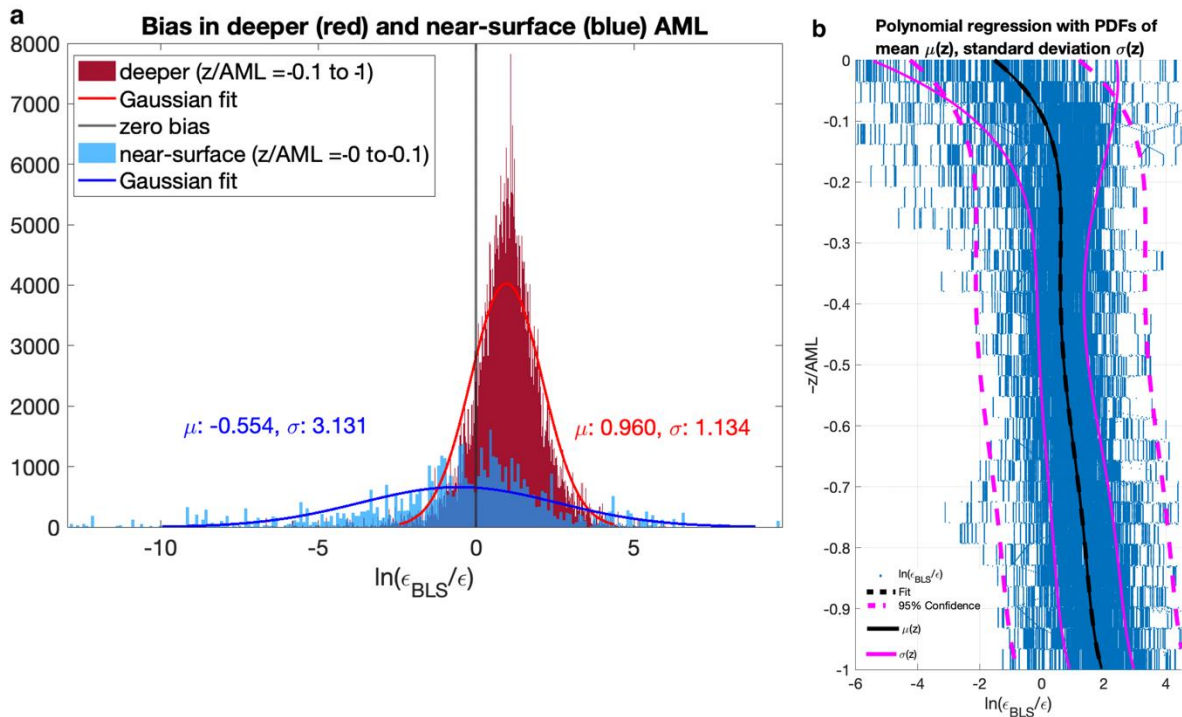 a
Bias in deeper (red) and near-surface (blue) AML
8000
7000
6000
5000
4000
3000
2000
1000
0
deeper (z/AML =-0.1 to -1)
Gaussian fit
zero bias
near-surface (z/AML =-0 to-0.1)
Gaussian fit
μ: -0.554, σ: 3.131
μ: 0.960, σ: 1.134
-10
-5
0
5
ln(ϵ_BLS/ϵ)
b
Polynomial regression with PDFs of
mean μ(z), standard deviation σ(z)
0
-0.1
-0.2
-0.3
-0.4
-0.5
-0.6
-0.7
-0.8
-0.9
-1
-z/AML
ln(ϵ_BLS/ϵ)
Fit
95% Confidence
μ(z)
σ(z)
-6
-4
-2
0
2
4
ln(ϵ_BLS/ϵ)